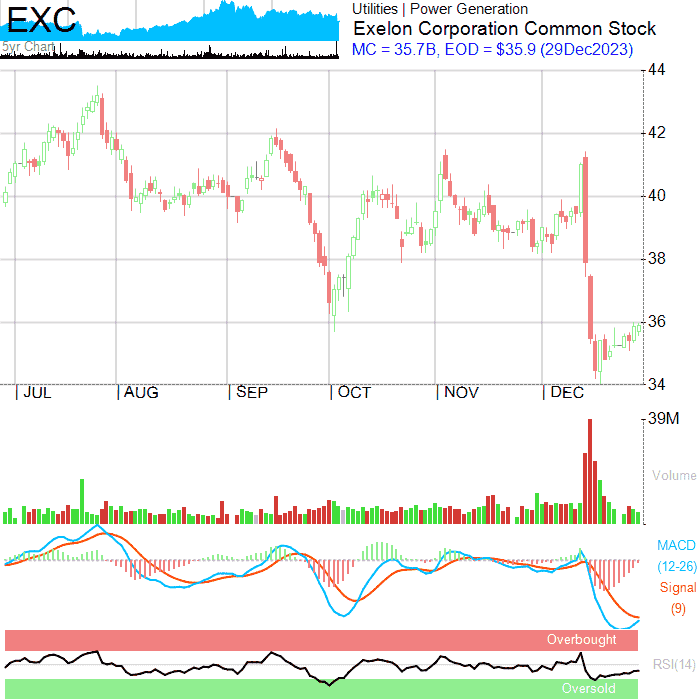 EXC
5yr Chart
Utilities | Power Generation
Exelon Corporation Common Stock
MC = 35.7B, EOD = $35.9 (29Dec2023)
44
42
40
38
36
34
| JUL | AUG | SEP | OCT | NOV | DEC
39M
Volume
MACD
(12-26)
Signal
(9)
Overbought
RSI(14)
Oversold